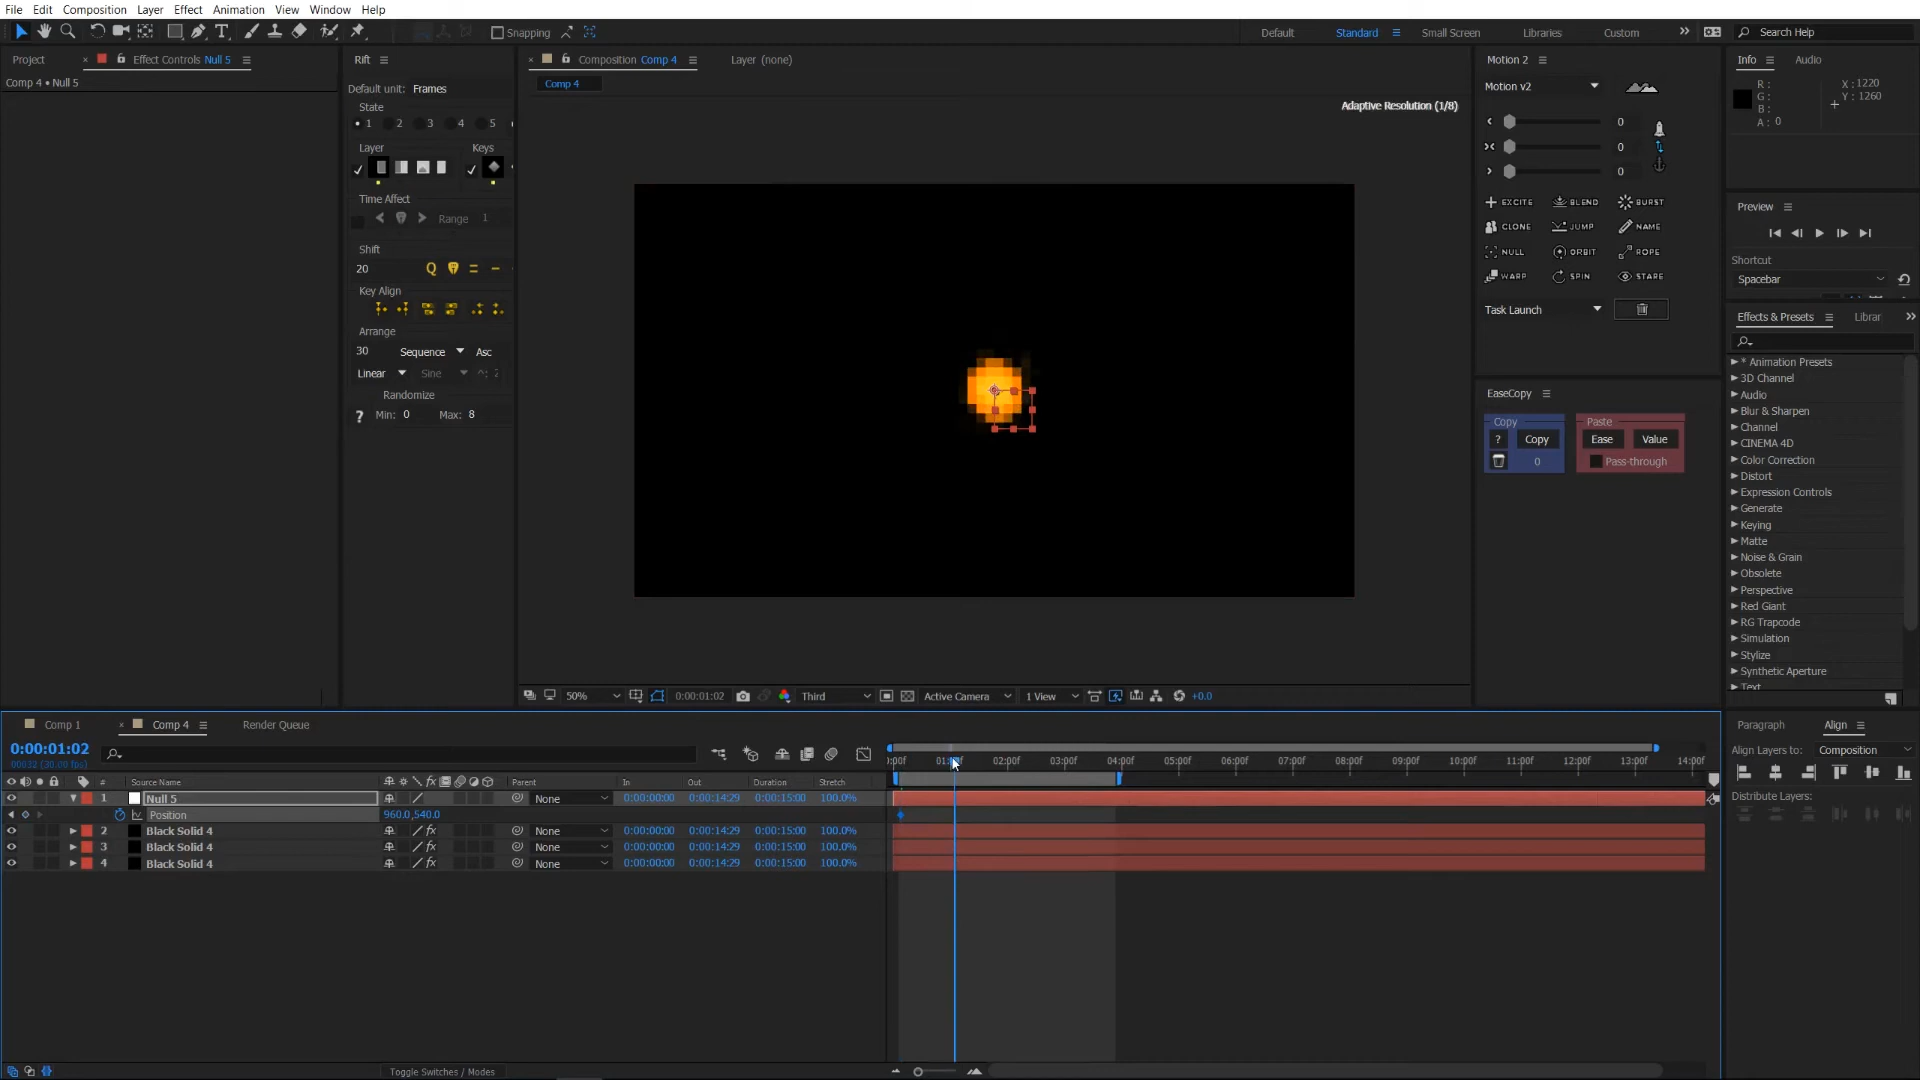 File Edit Composition Layer Effect Animation View Window Help
Snapping
Default Standard Small Screen Libraries Custom
Search Help
Project
Effect Controls Null 5
Comp 4 • Null 5
Rift
Default unit: Frames
State
1 2 3 4 5
Layer Keys
Time Affect
Range 1
Shift
20
Key Align
Arrange
30 Sequence Asc
Linear Sine ^: 2
Randomize
? Min: 0 Max: 8
Composition Comp 4
Layer (none)
Comp 4
Adaptive Resolution (1/8)
50% 0:00:01:02 Third Active Camera 1 View +0.0
Motion 2
Motion v2
0
0
0
EXCITE BLEND BURST
CLONE JUMP NAME
NULL ORBIT ROPE
WARP SPIN STARE
Task Launch
EaseCopy
Copy Paste
? Copy Ease Value
0 Pass-through
Info Audio
R: X: 1220
G: Y: 1260
B:
A: 0
Preview
Shortcut
Spacebar
Effects & Presets Librar
* Animation Presets
3D Channel
Audio
Blur & Sharpen
Channel
CINEMA 4D
Color Correction
Distort
Expression Controls
Generate
Keying
Matte
Noise & Grain
Obsolete
Perspective
Red Giant
RG Trapcode
Simulation
Stylize
Synthetic Aperture
Text
Paragraph Align
Align Layers to: Composition
Distribute Layers:
Comp 1 Comp 4 Render Queue
0:00:01:02
00032 (30.00 fps)
# Source Name Parent In Out Duration Stretch
02:00f 03:00f 04:00f 05:00f 06:00f 07:00f 08:00f 09:00f 10:00f 11:00f 12:00f 13:00f 14:00f
1 Null 5 None 0:00:00:00 0:00:14:29 0:00:15:00 100.0%
Position 960.0,540.0
2 Black Solid 4 None 0:00:00:00 0:00:14:29 0:00:15:00 100.0%
3 Black Solid 4 None 0:00:00:00 0:00:14:29 0:00:15:00 100.0%
4 Black Solid 4 None 0:00:00:00 0:00:14:29 0:00:15:00 100.0%
Toggle Switches / Modes